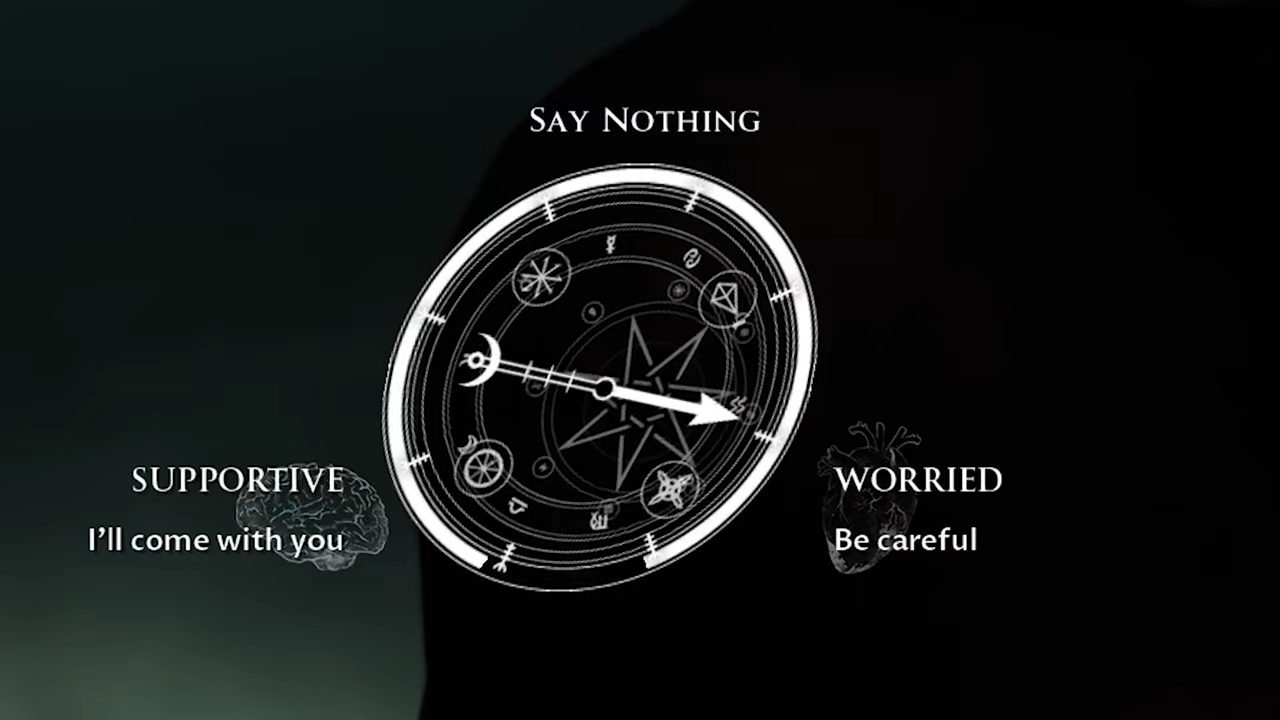 SAY NOTHING
SUPPORTIVE
I'll come with you
WORRIED
Be careful